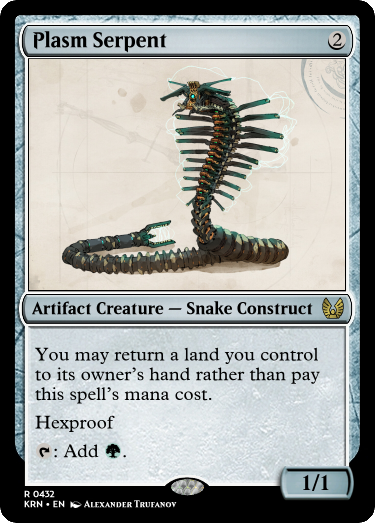 Plasm Serpent 2
Artifact Creature — Snake Construct
You may return a land you control
to its owner's hand rather than pay
this spell's mana cost.
Hexproof
: Add .
1/1
R 0432
KRN • EN Alexander Trufanov